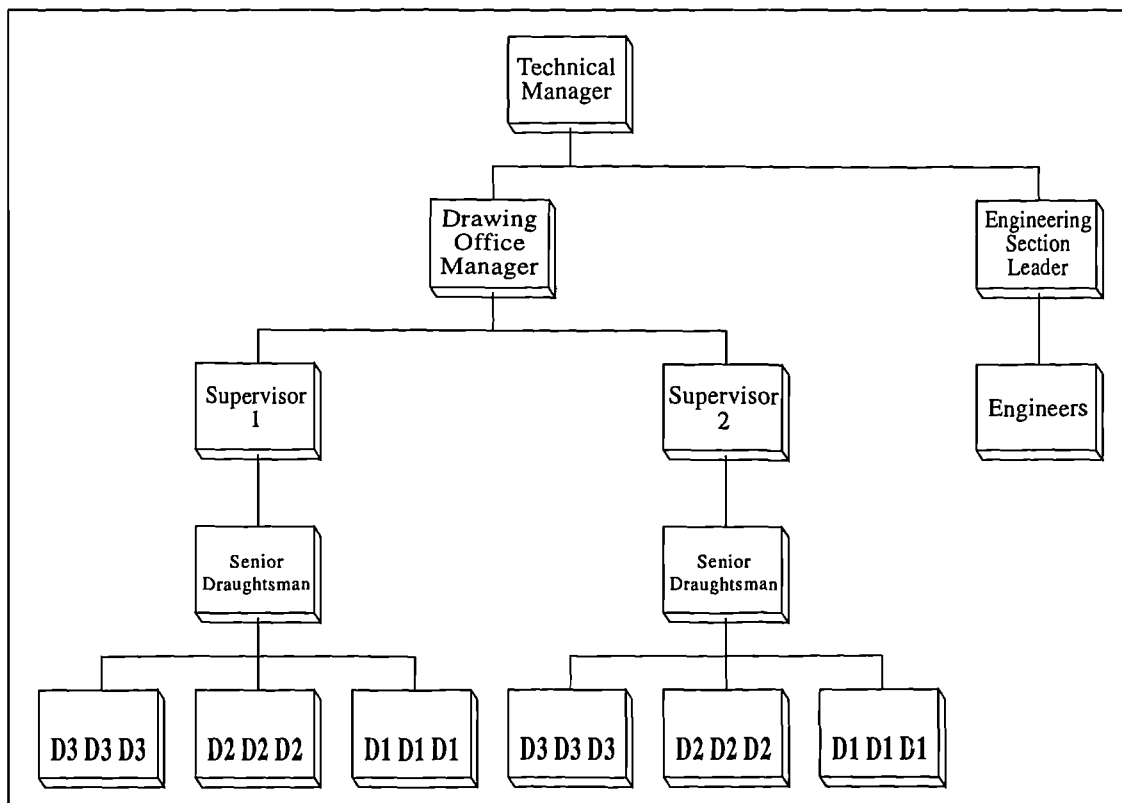 Technical
Manager
Drawing
Office
Manager
Engineering
Section
Leader
Supervisor
1
Supervisor
2
Engineers
Senior
Draughtsman
Senior
Draughtsman
D3 D3 D3
D2 D2 D2
D1 D1 D1
D3 D3 D3
D2 D2 D2
D1 D1 D1